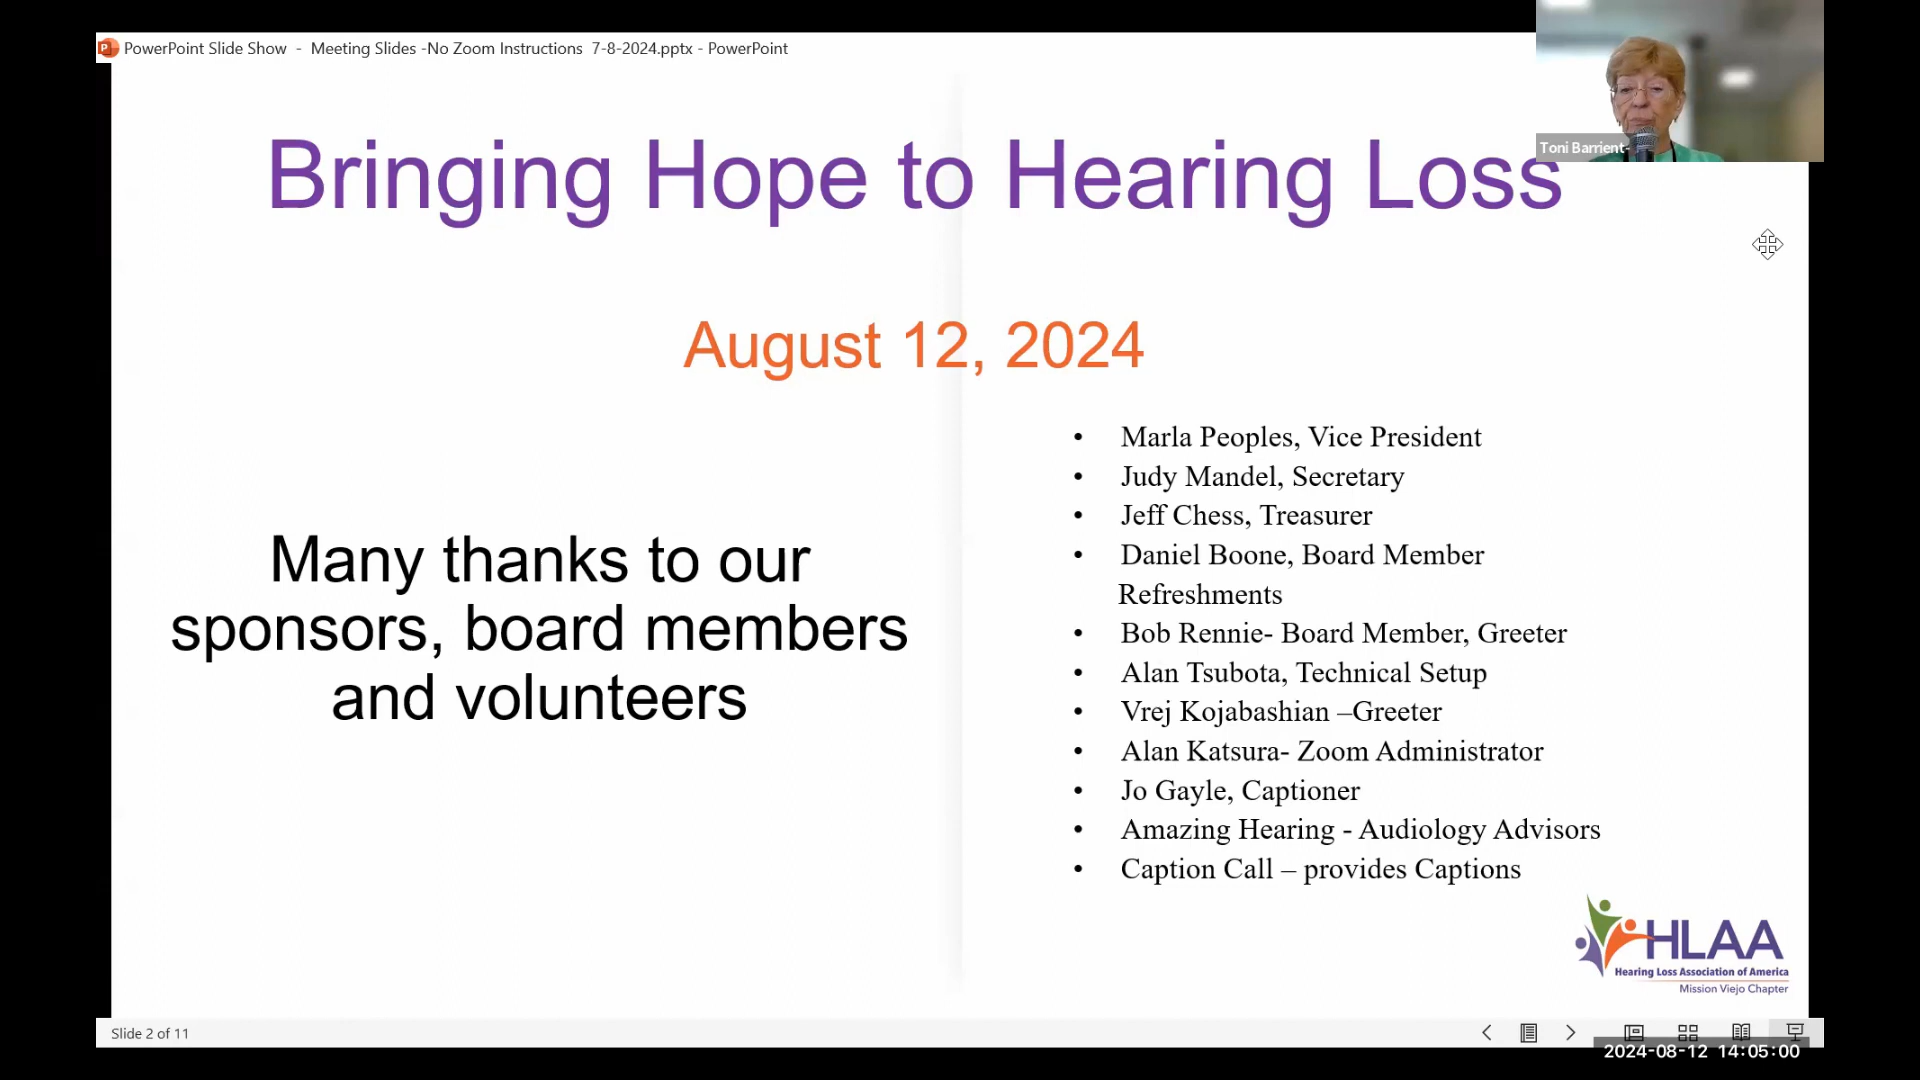 PowerPoint Slide Show - Meeting Slides -No Zoom Instructions 7-8-2024.pptx - PowerPoint
Toni Barrient-
Bringing Hope to Hearing Loss
August 12, 2024
Many thanks to our
sponsors, board members
and volunteers
• Marla Peoples, Vice President
• Judy Mandel, Secretary
• Jeff Chess, Treasurer
• Daniel Boone, Board Member
Refreshments
• Bob Rennie- Board Member, Greeter
• Alan Tsubota, Technical Setup
• Vrej Kojabashian –Greeter
• Alan Katsura- Zoom Administrator
• Jo Gayle, Captioner
• Amazing Hearing - Audiology Advisors
• Caption Call – provides Captions
HLAA
Hearing Loss Association of America
Mission Viejo Chapter
Slide 2 of 11
2024-08-12 14:05:00